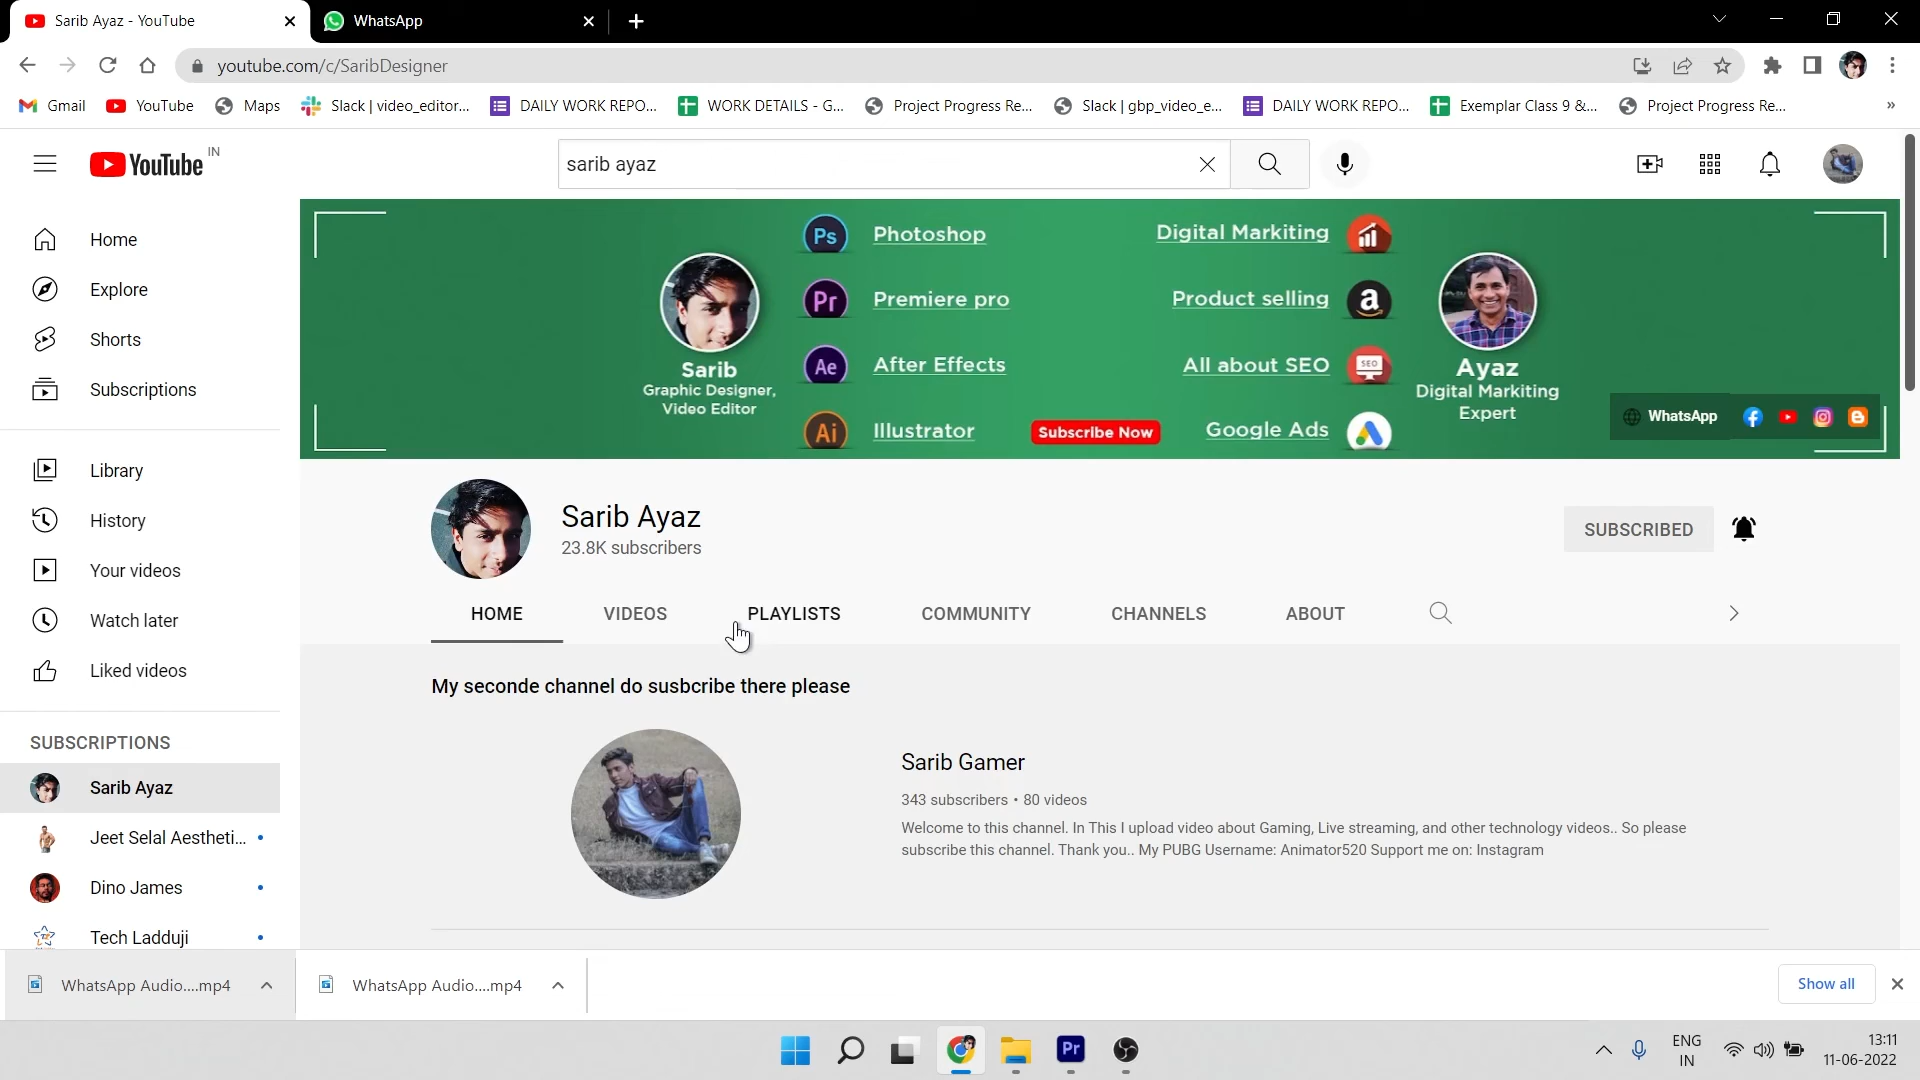 Sarib Ayaz - YouTube
WhatsApp
youtube.com/c/SaribDesigner
Gmail
YouTube
Maps
Slack | video_editor...
DAILY WORK REPO...
WORK DETAILS - G...
Project Progress Re...
Slack | gbp_video_e...
DAILY WORK REPO...
Exemplar Class 9 &...
Project Progress Re...
»
YouTube IN
sarib ayaz
Home
Explore
Shorts
Subscriptions
Library
History
Your videos
Watch later
Liked videos
SUBSCRIPTIONS
Sarib Ayaz
Jeet Selal Aestheti...
Dino James
Tech Ladduji
Sarib
Graphic Designer,
Video Editor
Ps Photoshop
Pr Premiere pro
Ae After Effects
Ai Illustrator
Subscribe Now
Digital Markiting
Product selling a
All about SEO SEO
Google Ads
Ayaz
Digital Markiting
Expert
WhatsApp
Sarib Ayaz
23.8K subscribers
SUBSCRIBED
HOME
VIDEOS
PLAYLISTS
COMMUNITY
CHANNELS
ABOUT
My seconde channel do susbcribe there please
Sarib Gamer
343 subscribers • 80 videos
Welcome to this channel. In This I upload video about Gaming, Live streaming, and other technology videos.. So please
subscribe this channel. Thank you.. My PUBG Username: Animator520 Support me on: Instagram
WhatsApp Audio....mp4
WhatsApp Audio....mp4
Show all
Pr
ENG
IN
13:11
11-06-2022